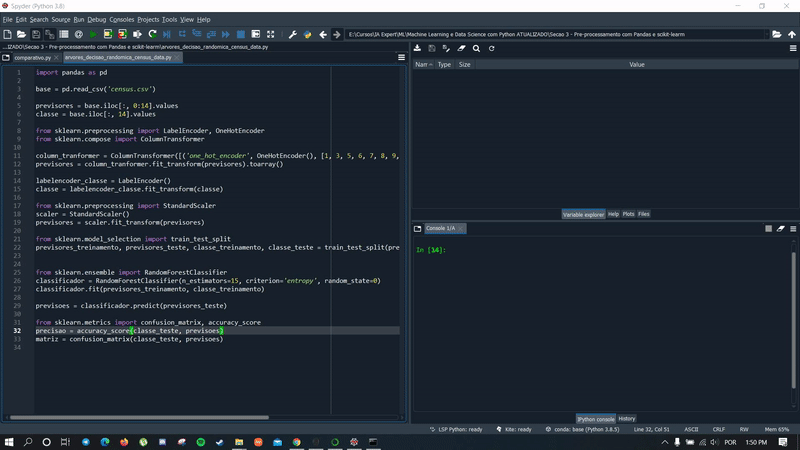 Spyder (Python 3.8)
File Edit Search Source Run Debug Consoles Projects Tools View Help
E:\Cursos\IA Expert\ML\Machine Learning e Data Science com Python ATUALIZADO\Secao 3 - Pre-processamento com Pandas e scikit-learn
..LIZADO\Secao 3 - Pre-processamento com Pandas e scikit-learn\arvores_decisao_randomica_census_data.py
comparativo.py
arvores_decisao_randomica_census_data.py
1 import pandas as pd
2
3 base = pd.read_csv('census.csv')
4
5 previsores = base.iloc[:, 0:14].values
6 classe = base.iloc[:, 14].values
7
8 from sklearn.preprocessing import LabelEncoder, OneHotEncoder
9 from sklearn.compose import ColumnTransformer
10
11 column_tranformer = ColumnTransformer([('one_hot_encoder', OneHotEncoder(), [1, 3, 5, 6, 7, 8, 9,
12 previsores = column_tranformer.fit_transform(previsores).toarray()
13
14 labelencoder_classe = LabelEncoder()
15 classe = labelencoder_classe.fit_transform(classe)
16
17 from sklearn.preprocessing import StandardScaler
18 scaler = StandardScaler()
19 previsores = scaler.fit_transform(previsores)
20
21 from sklearn.model_selection import train_test_split
22 previsores_treinamento, previsores_teste, classe_treinamento, classe_teste = train_test_split(pre
23
24
25 from sklearn.ensemble import RandomForestClassifier
26 classificador = RandomForestClassifier(n_estimators=15, criterion='entropy', random_state=0)
27 classificador.fit(previsores_treinamento, classe_treinamento)
28
29 previsoes = classificador.predict(previsores_teste)
30
31 from sklearn.metrics import confusion_matrix, accuracy_score
32 precisao = accuracy_score(classe_teste, previsoes)
33 matriz = confusion_matrix(classe_teste, previsoes)
34
Nam Type Size Value
Variable explorer Help Plots Files
Console 1/A
In [14]:
IPython console History
LSP Python: ready Kite: ready conda: base (Python 3.8.5) Line 32, Col 51 ASCII CRLF RW Mem 65%
POR 1:50 PM